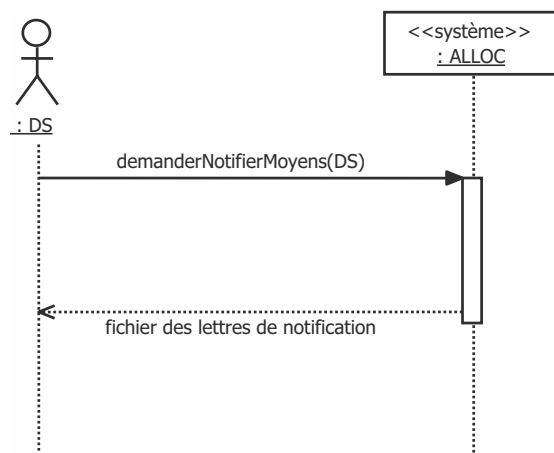 <<système>>
: ALLOC
: DS
demanderNotifierMoyens(DS)
fichier des lettres de notification